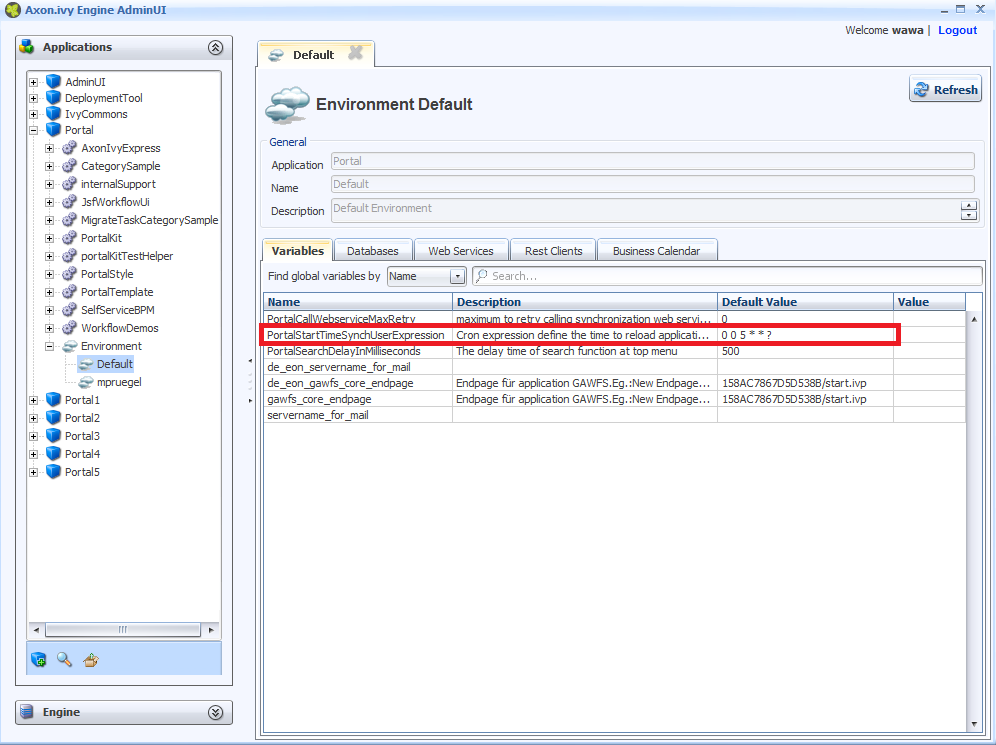 Axon.ivy Engine AdminUI
Welcome wawa | Logout
Applications
AdminUI
DeploymentTool
IvyCommons
Portal
AxonIvyExpress
CategorySample
internalSupport
JsfWorkflowUi
MigrateTaskCategorySample
PortalKit
portalKitTestHelper
PortalStyle
PortalTemplate
SelfServiceBPM
WorkflowDemos
Environment
Default
mpruegel
Portal1
Portal2
Portal3
Portal4
Portal5
Engine
Default
Environment Default
Refresh
General
Application Portal
Name Default
Description Default Environment
Variables Databases Web Services Rest Clients Business Calendar
Find global variables by Name Search...
Name Description Default Value Value
PortalCallWebserviceMaxRetry maximum to retry calling synchronization web servi... 0
PortalStartTimeSynchUserExpression Cron expression define the time to reload applicati... 0 0 5 * * ?
PortalSearchDelayInMilliseconds The delay time of search function at top menu 500
de_eon_servername_for_mail
de_eon_gawfs_core_endpage Endpage für application GAWFS.Eg.:New Endpage... 158AC7867D5D538B/start.ivp
gawfs_core_endpage Endpage für application GAWFS.Eg.:New Endpage... 158AC7867D5D538B/start.ivp
servername_for_mail